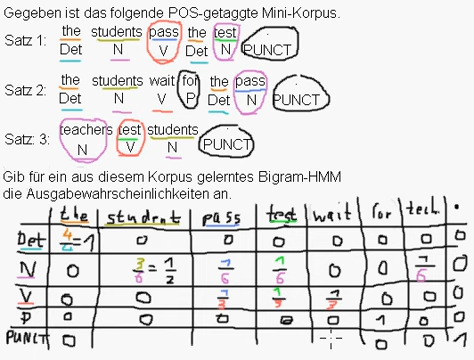 Gegeben ist das folgende POS-getaggte Mini-Korpus.
Satz 1: the students pass the test
Det N V Det N PUNCT
Satz 2: the students wait for the pass
Det N V P Det N PUNCT
Satz: 3: teachers test students
N V N PUNCT
Gib für ein aus diesem Korpus gelerntes Bigram-HMM
die Ausgabewahrscheinlichkeiten an.
the student pass test wait for teach .
Det 4/4=1 0 0 0 0 0 0 0
N 0 3/6=1/2 1/6 1/6 0 0 1/6 0
V 0 0 1/3 1/3 1/3 0 0 0
P 0 0 0 0 0 1 0 0
PUNCT 0 0 0 1